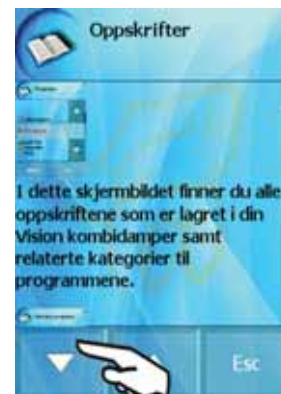 Oppskrifter
I dette skjermbildet finner du alle
oppskriftene som er lagret i din
Vision kombidamper samt
relaterte kategorier til
programmene.
Esc